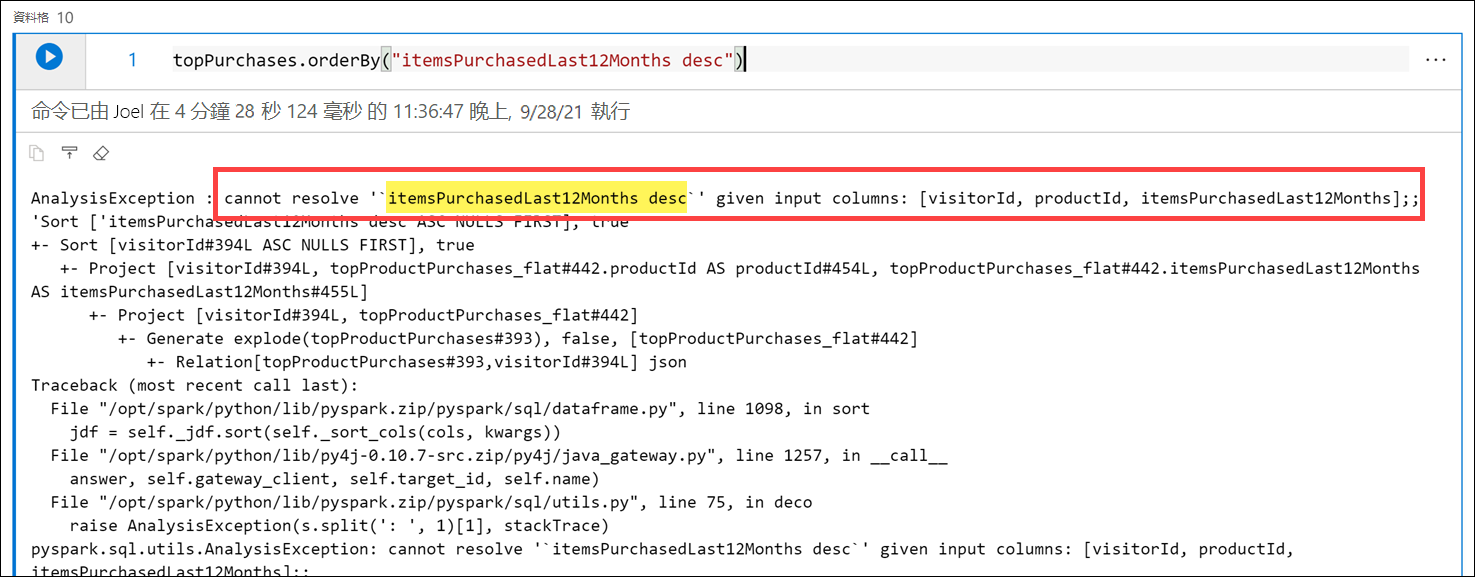 資料格 10
1 topPurchases.orderBy("itemsPurchasedLast12Months desc")
命令已由 Joel 在 4 分鐘 28 秒 124 毫秒 的 11:36:47 晚上, 9/28/21 執行
AnalysisException : cannot resolve '`itemsPurchasedLast12Months desc`' given input columns: [visitorId, productId, itemsPurchasedLast12Months];;
'Sort ['itemsPurchasedLast12Months desc ASC NULLS FIRST], true
+- Sort [visitorId#394L ASC NULLS FIRST], true
+- Project [visitorId#394L, topProductPurchases_flat#442.productId AS productId#454L, topProductPurchases_flat#442.itemsPurchasedLast12Months
AS itemsPurchasedLast12Months#455L]
+- Project [visitorId#394L, topProductPurchases_flat#442]
+- Generate explode(topProductPurchases#393), false, [topProductPurchases_flat#442]
+- Relation[topProductPurchases#393,visitorId#394L] json
Traceback (most recent call last):
File "/opt/spark/python/lib/pyspark.zip/pyspark/sql/dataframe.py", line 1098, in sort
jdf = self._jdf.sort(self._sort_cols(cols, kwargs))
File "/opt/spark/python/lib/py4j-0.10.7-src.zip/py4j/java_gateway.py", line 1257, in __call__
answer, self.gateway_client, self.target_id, self.name)
File "/opt/spark/python/lib/pyspark.zip/pyspark/sql/utils.py", line 75, in deco
raise AnalysisException(s.split(': ', 1)[1], stackTrace)
pyspark.sql.utils.AnalysisException: cannot resolve '`itemsPurchasedLast12Months desc`' given input columns: [visitorId, productId,
itemsPurchasedLast12Months];;